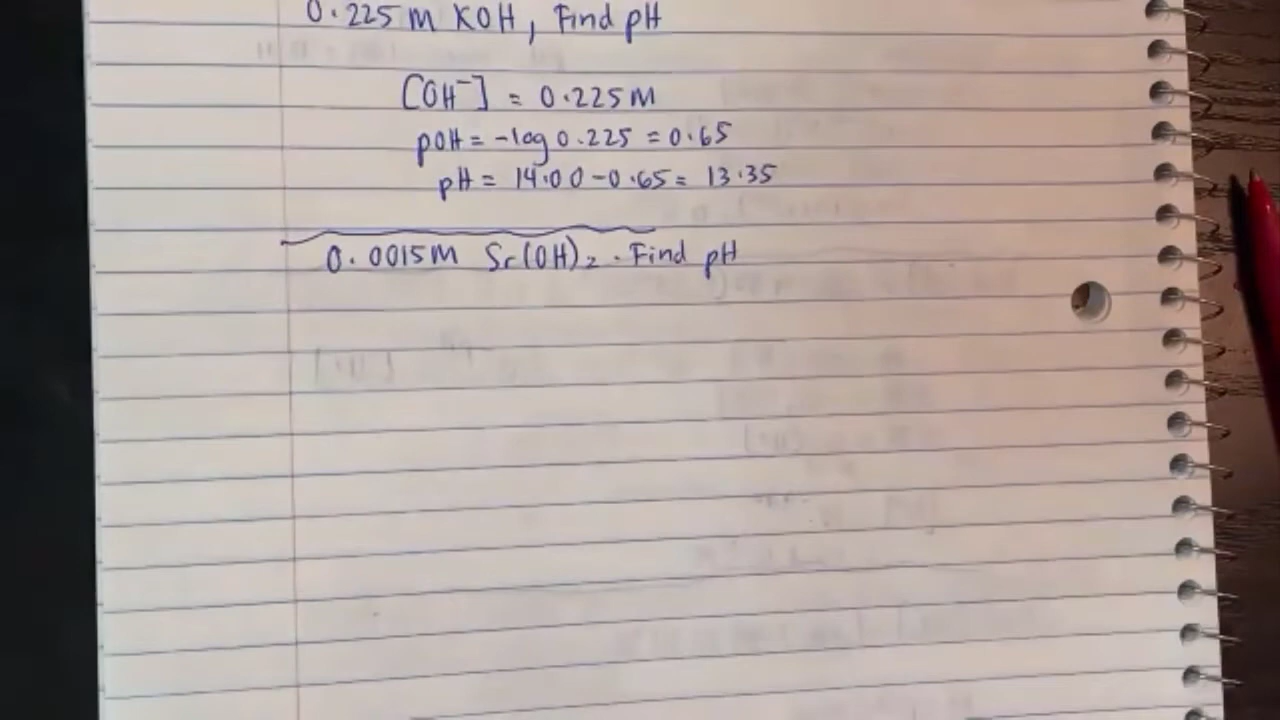 0.225 M KOH, Find pH
[OH⁻] = 0.225 M
pOH = -log 0.225 = 0.65
pH = 14.00 - 0.65 = 13.35
0.0015 M Sr(OH)₂. Find pH